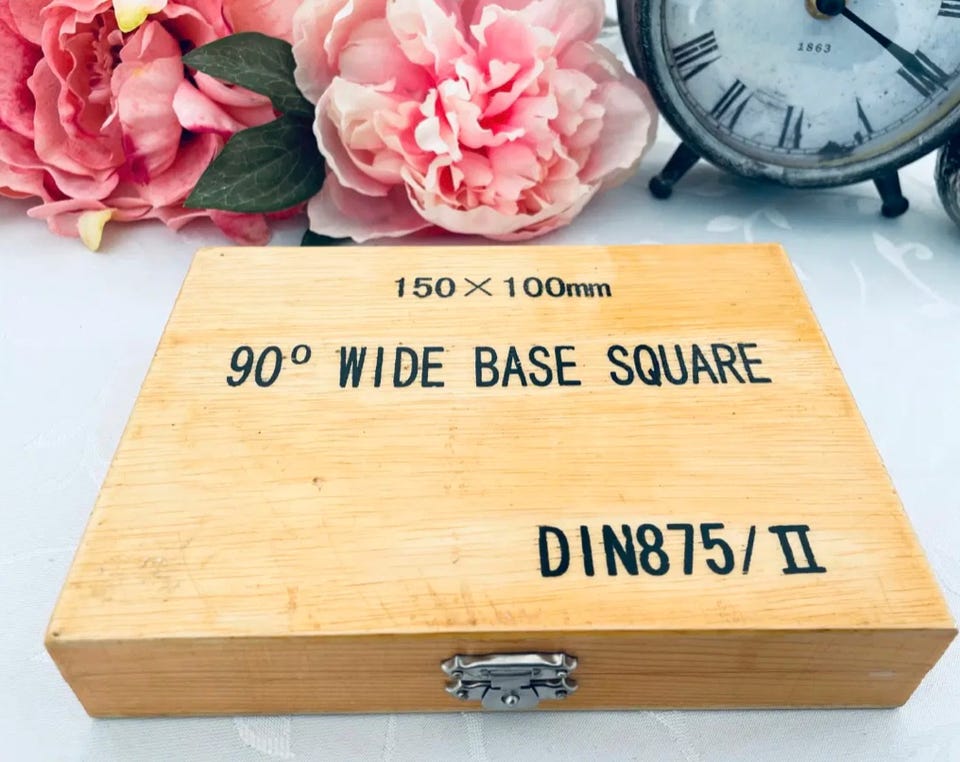 1863
150×100mm
90° WIDE BASE SQUARE
DIN875/II